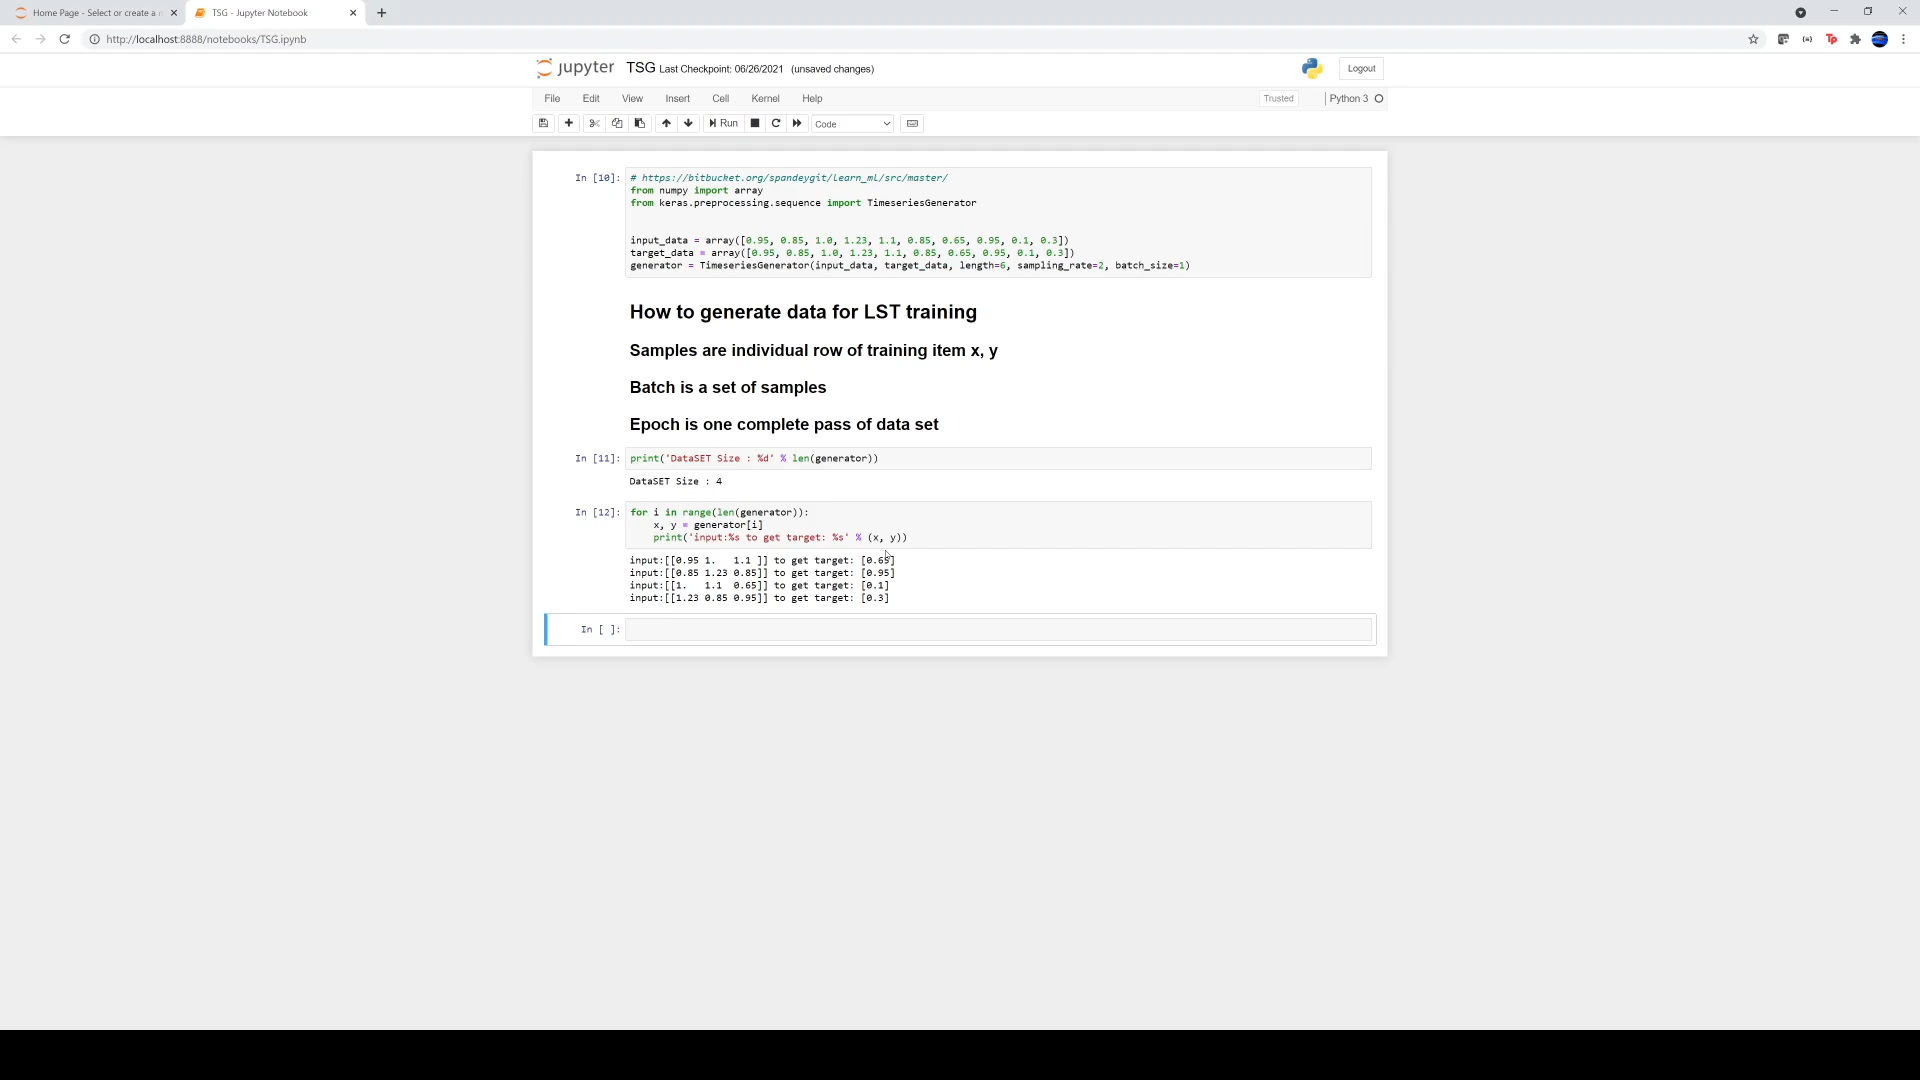 Home Page - Select or create a n
TSG - Jupyter Notebook
http://localhost:8888/notebooks/TSG.ipynb
Tp
jupyter TSG Last Checkpoint: 06/26/2021 (unsaved changes)
Logout
File Edit View Insert Cell Kernel Help
Trusted
Python 3
Run
Code
In [10]:
# https://bitbucket.org/spandeygit/learn_ml/src/master/
from numpy import array
from keras.preprocessing.sequence import TimeseriesGenerator
input_data = array([0.95, 0.85, 1.0, 1.23, 1.1, 0.85, 0.65, 0.95, 0.1, 0.3])
target_data = array([0.95, 0.85, 1.0, 1.23, 1.1, 0.85, 0.65, 0.95, 0.1, 0.3])
generator = TimeseriesGenerator(input_data, target_data, length=6, sampling_rate=2, batch_size=1)
How to generate data for LST training
Samples are individual row of training item x, y
Batch is a set of samples
Epoch is one complete pass of data set
In [11]: print('DataSET Size : %d' % len(generator))
DataSET Size : 4
In [12]: for i in range(len(generator)):
    x, y = generator[i]
    print('input:%s to get target: %s' % (x, y))
input:[[0.95 1.   1.1 ]] to get target: [0.65]
input:[[0.85 1.23 0.85]] to get target: [0.95]
input:[[1.   1.1  0.65]] to get target: [0.1]
input:[[1.23 0.85 0.95]] to get target: [0.3]
In [ ]: